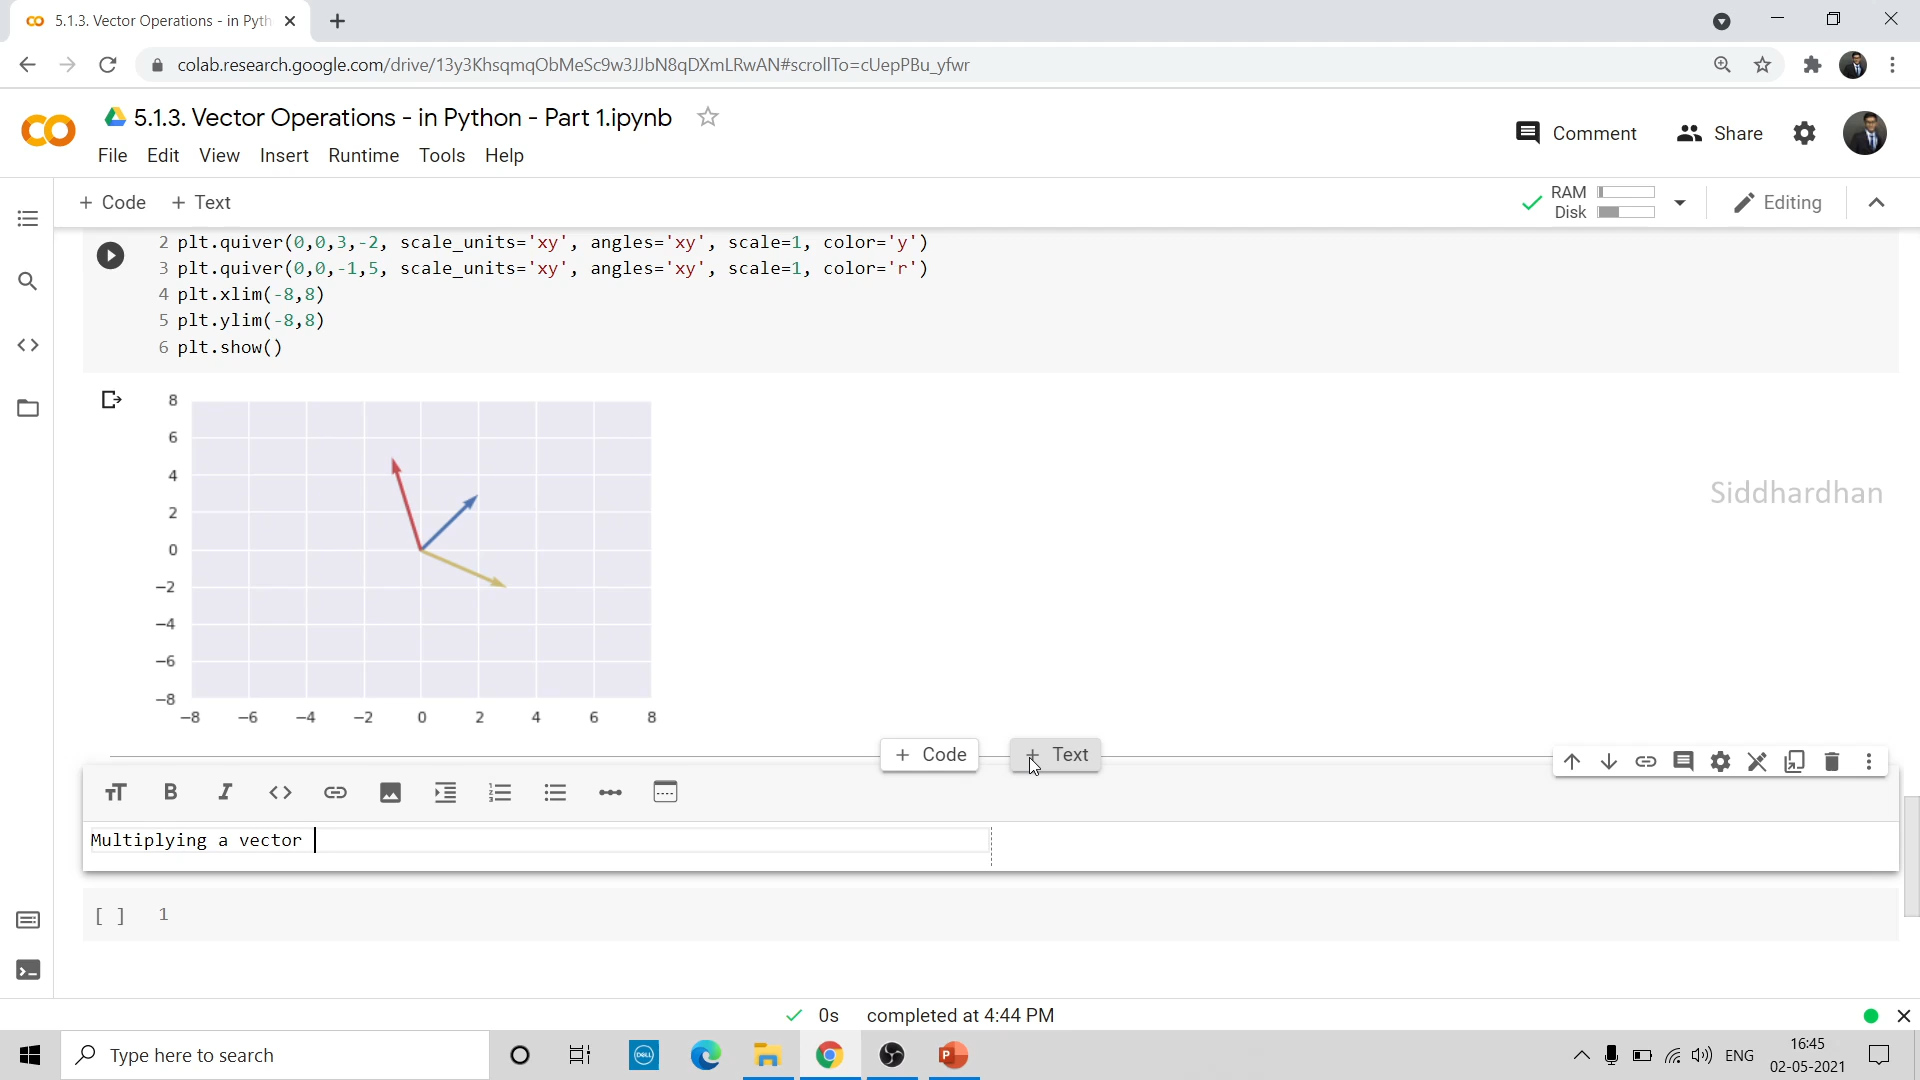 5.1.3. Vector Operations - in Pyth
colab.research.google.com/drive/13y3KhsqmqObMeSc9w3JJbN8qDXmLRwAN#scrollTo=cUepPBu_yfwr
5.1.3. Vector Operations - in Python - Part 1.ipynb
Comment
Share
File Edit View Insert Runtime Tools Help
+ Code + Text
RAM
Disk
Editing
2 plt.quiver(0,0,3,-2, scale_units='xy', angles='xy', scale=1, color='y')
3 plt.quiver(0,0,-1,5, scale_units='xy', angles='xy', scale=1, color='r')
4 plt.xlim(-8,8)
5 plt.ylim(-8,8)
6 plt.show()
8
6
4
2
0
−2
−4
−6
−8
−8 −6 −4 −2 0 2 4 6 8
Siddhardhan
+ Code + Text
Multiplying a vector
[ ] 1
0s completed at 4:44 PM
Type here to search
DELL
ENG
16:45
02-05-2021